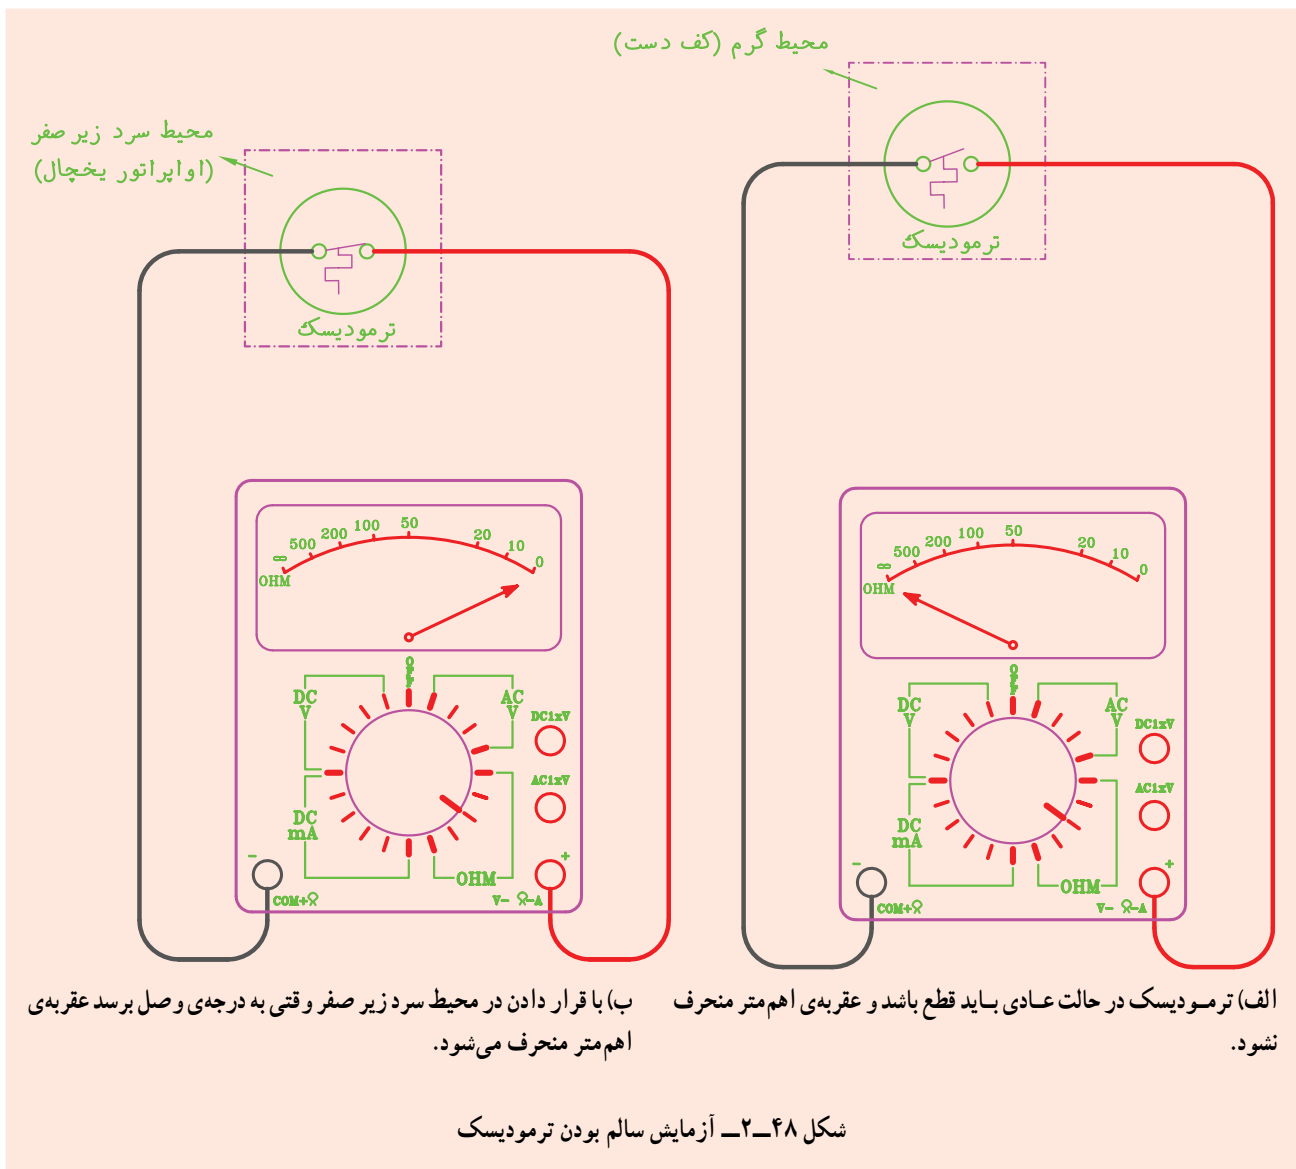 محیط گرم (کف دست)
ترمودیسک
محیط سرد زیر صفر
(اواپراتور یخچال)
ترمودیسک
∞ 500 200 100 50 20 10 0
OHM
OFF
DC V
AC V
DC1xV
AC1xV
DC mA
OHM
- +
COM+Ω V- Ω-A
∞ 500 200 100 50 20 10 0
OHM
OFF
DC V
AC V
DC1xV
AC1xV
DC mA
OHM
- +
COM+Ω V- Ω-A
الف) ترمودیسک در حالت عادی باید قطع باشد و عقربه‌ی اهم‌متر منحرف
نشود.
ب) با قرار دادن در محیط سرد زیر صفر وقتی به درجه‌ی وصل برسد عقربه‌ی
اهم‌متر منحرف می‌شود.
شکل ۴۸ــ۲ــ آزمایش سالم بودن ترمودیسک